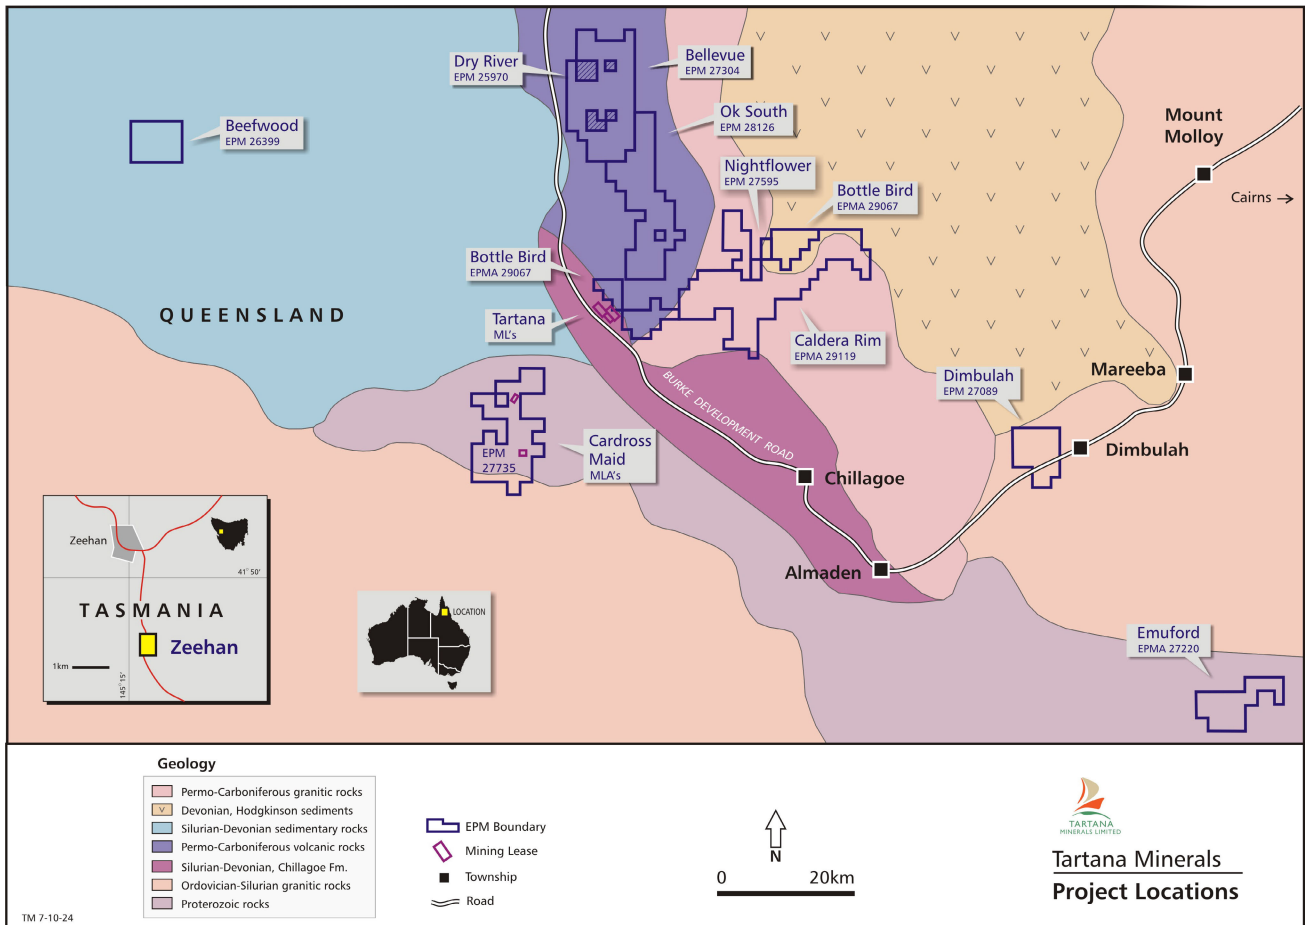 Dry River
EPM 25970
Bellevue
EPM 27304
Beefwood
EPM 26399
Ok South
EPM 28126
Mount
Molloy
Nightflower
EPM 27595
Bottle Bird
EPMA 29067
Cairns
Bottle Bird
EPMA 29067
QUEENSLAND
Tartana
ML's
Caldera Rim
EPMA 29119
Mareeba
Dimbulah
EPM 27089
BURKE DEVELOPMENT ROAD
Cardross
Maid
MLA's
EPM
27735
Dimbulah
Chillagoe
Almaden
Zeehan
41° 50'
TASMANIA
Zeehan
1km
145° 15'
LOCATION
Emuford
EPMA 27220
Geology
Permo-Carboniferous granitic rocks
Devonian, Hodgkinson sediments
Silurian-Devonian sedimentary rocks
Permo-Carboniferous volcanic rocks
Silurian-Devonian, Chillagoe Fm.
Ordovician-Silurian granitic rocks
Proterozoic rocks
EPM Boundary
Mining Lease
Township
Road
N
0 20km
TARTANA
MINERALS LIMITED
Tartana Minerals
Project Locations
TM 7-10-24